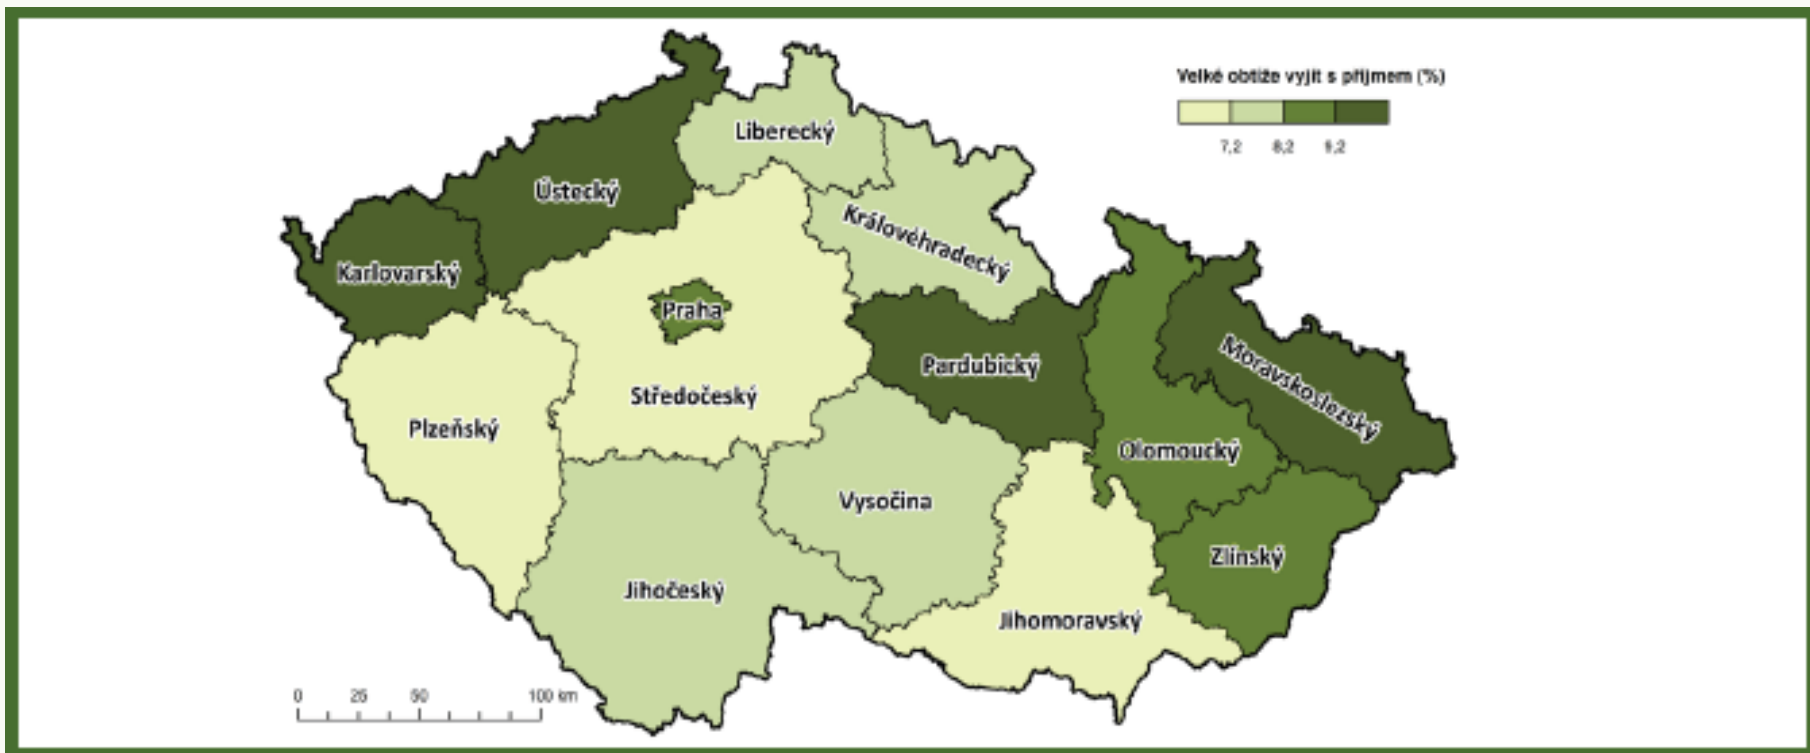 Velké obtíže vyjít s příjmem (%)
7,2 8,2 9,2
Liberecký
Ústecký
Královéhradecký
Karlovarský
Praha
Pardubický
Moravskoslezský
Středočeský
Plzeňský
Olomoucký
Vysočina
Zlínský
Jihočeský
Jihomoravský
0 25 50 100 km